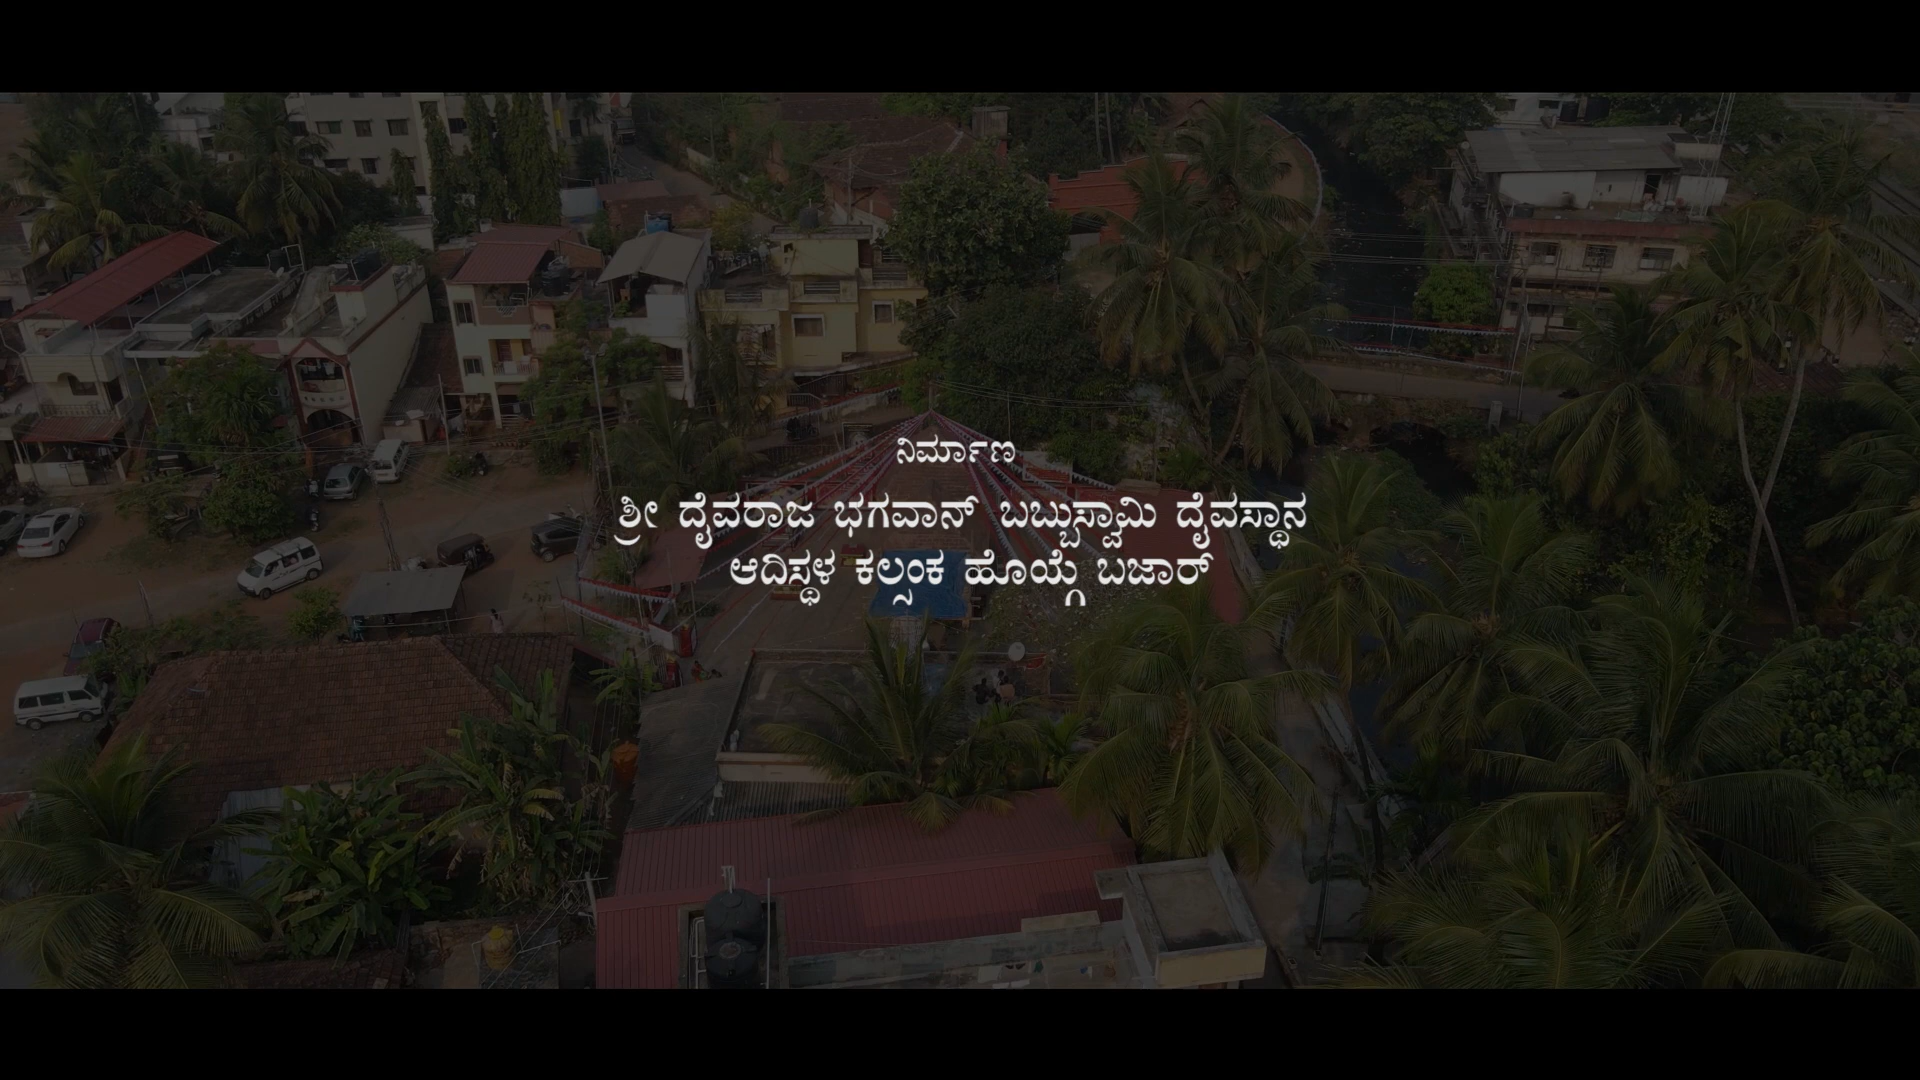 ನಿರ್ಮಾಣ
ಶ್ರೀ ದೈವರಾಜ ಭಗವಾನ್ ಬಬ್ಬುಸ್ವಾಮಿ ದೈವಸ್ಥಾನ
ಆದಿಸ್ಥಳ ಕಲ್ಸಂಕ ಹೊಯ್ಗೆ ಬಜಾರ್